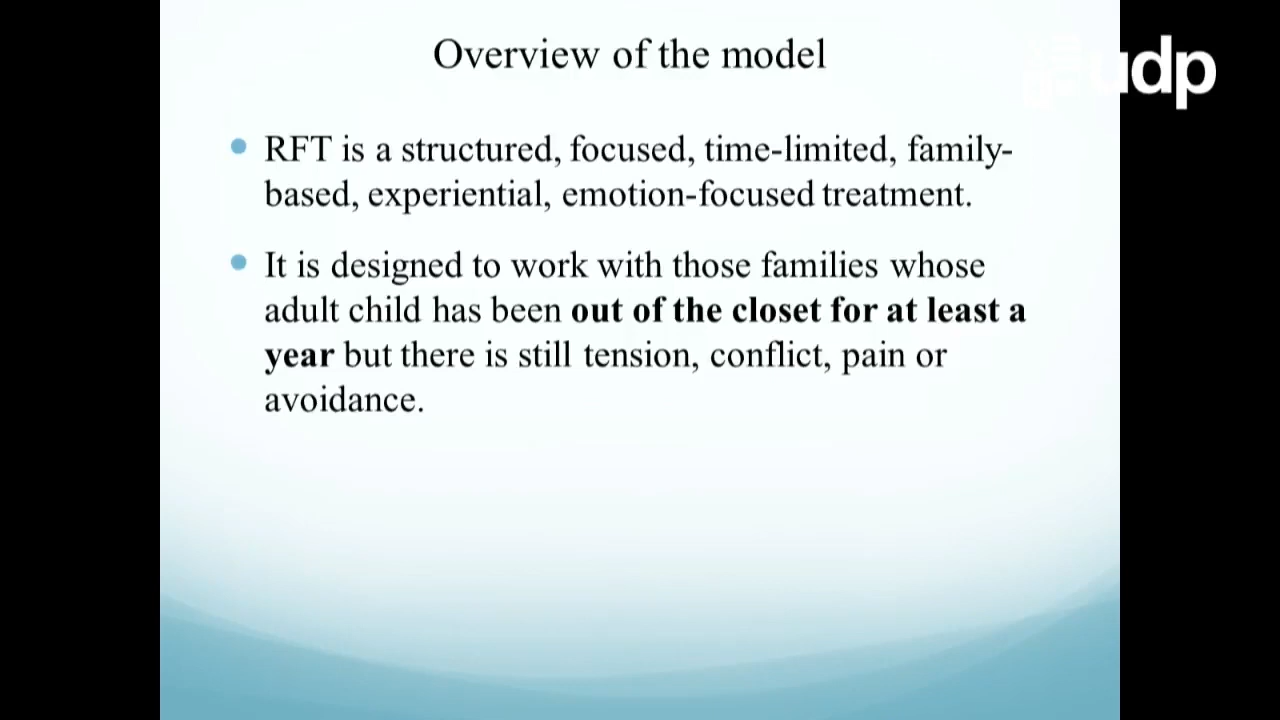 Overview of the model
udp
RFT is a structured, focused, time-limited, family-
based, experiential, emotion-focused treatment.
It is designed to work with those families whose
adult child has been out of the closet for at least a
year but there is still tension, conflict, pain or
avoidance.